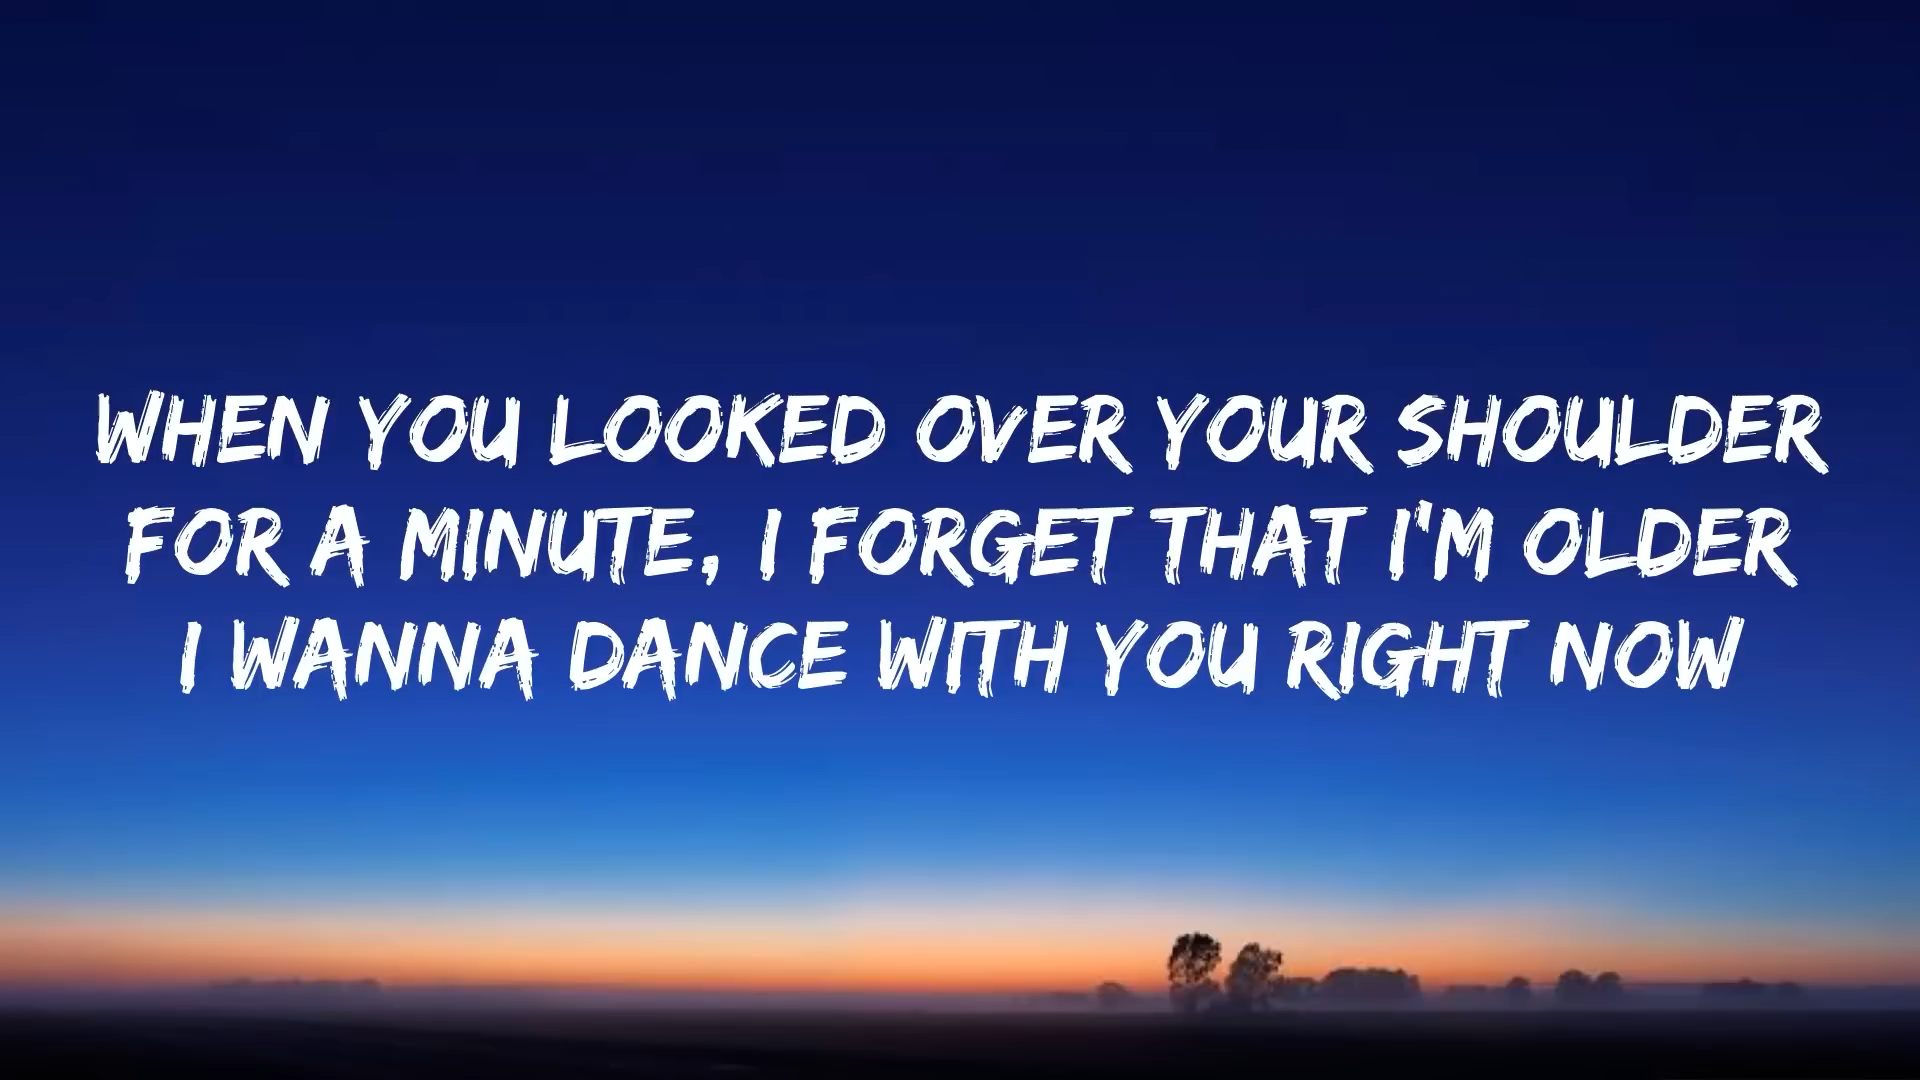 WHEN YOU LOOKED OVER YOUR SHOULDER
FOR A MINUTE, I FORGET THAT I'M OLDER
I WANNA DANCE WITH YOU RIGHT NOW